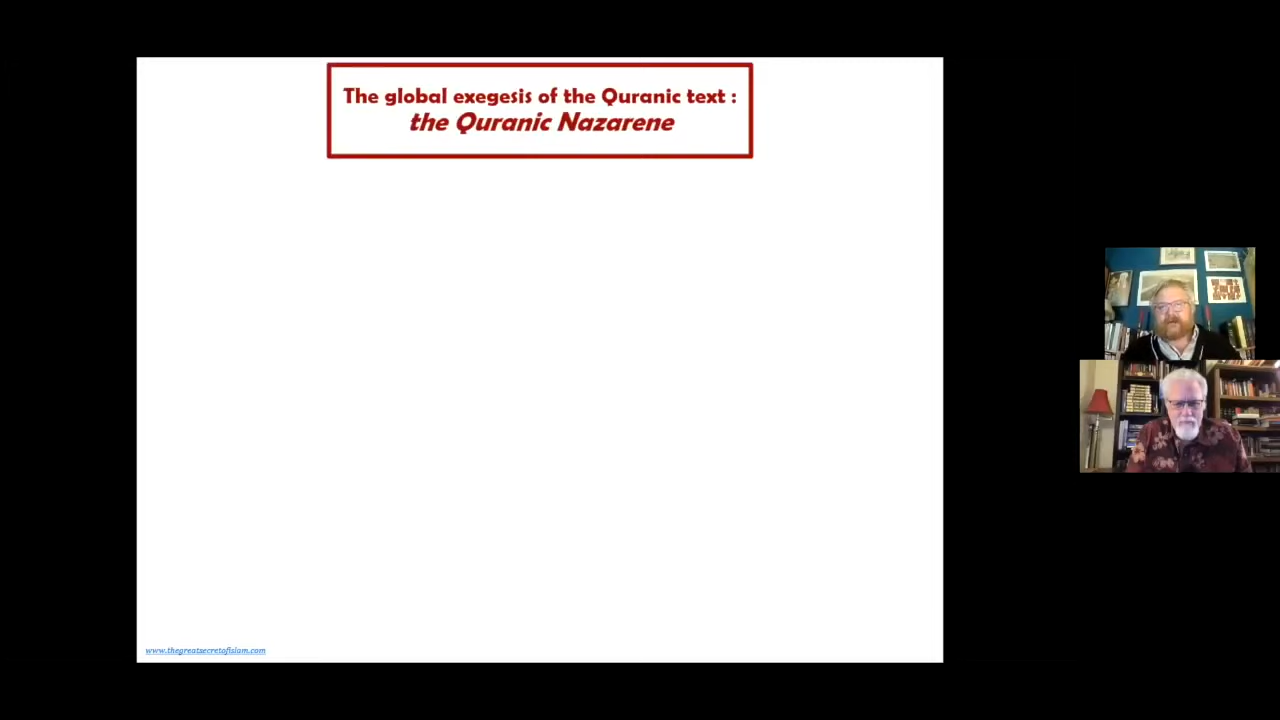 The global exegesis of the Quranic text :
the Quranic Nazarene
www.thegreatsecretofislam.com